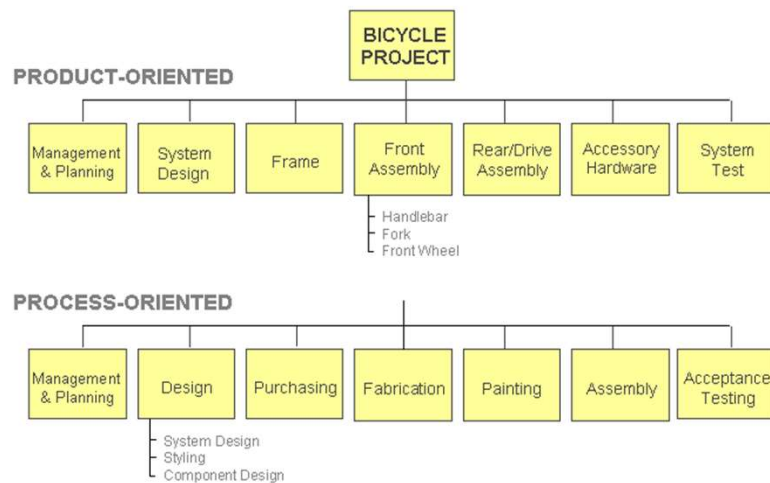 BICYCLE
PROJECT
PRODUCT-ORIENTED
Management
& Planning
System
Design
Frame
Front
Assembly
Rear/Drive
Assembly
Accessory
Hardware
System
Test
Handlebar
Fork
Front Wheel
PROCESS-ORIENTED
Management
& Planning
Design
Purchasing
Fabrication
Painting
Assembly
Acceptance
Testing
System Design
Styling
Component Design